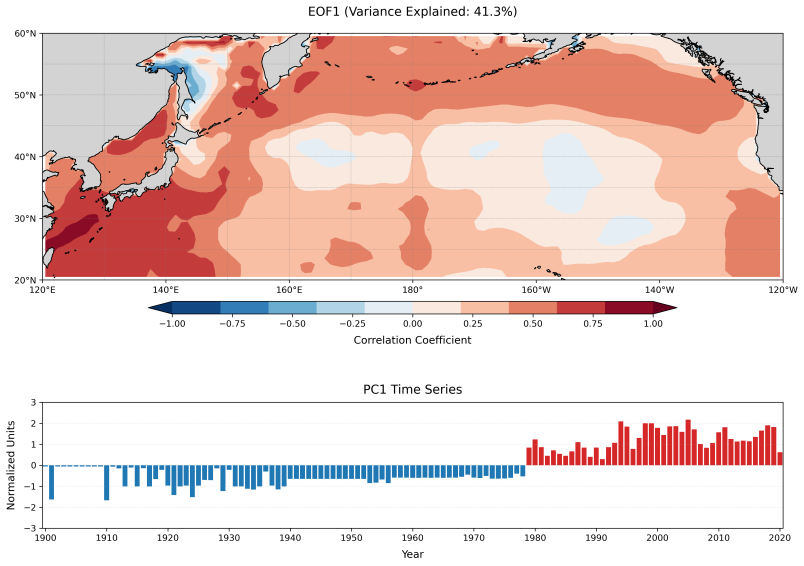 EOF1 (Variance Explained: 41.3%)
60°N
50°N
40°N
30°N
20°N
120°E 140°E 160°E 180° 160°W 140°W 120°W
−1.00 −0.75 −0.50 −0.25 0.00 0.25 0.50 0.75 1.00
Correlation Coefficient
PC1 Time Series
Normalized Units
3
2
1
0
−1
−2
−3
1900 1910 1920 1930 1940 1950 1960 1970 1980 1990 2000 2010 2020
Year